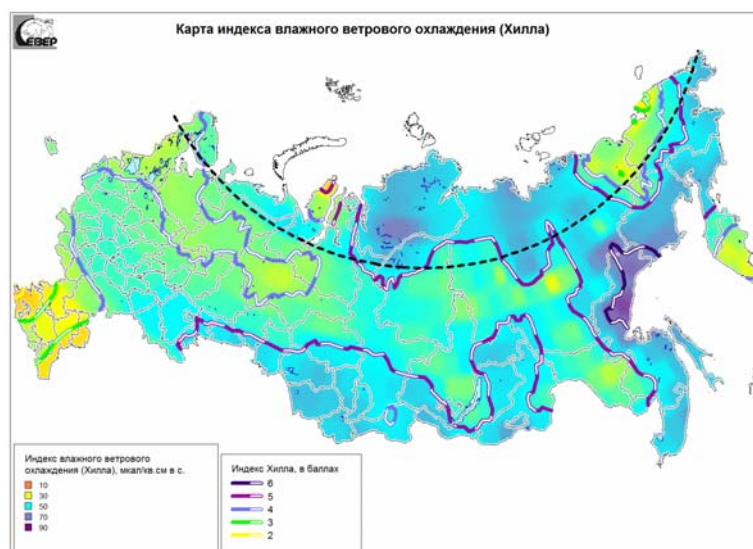 СЕВЕР
Карта индекса влажного ветрового охлаждения (Хилла)
Индекс влажного ветрового
охлаждения (Хилла), мкал/кв.см в с.
10
30
50
70
90
Индекс Хилла, в баллах
6
5
4
3
2